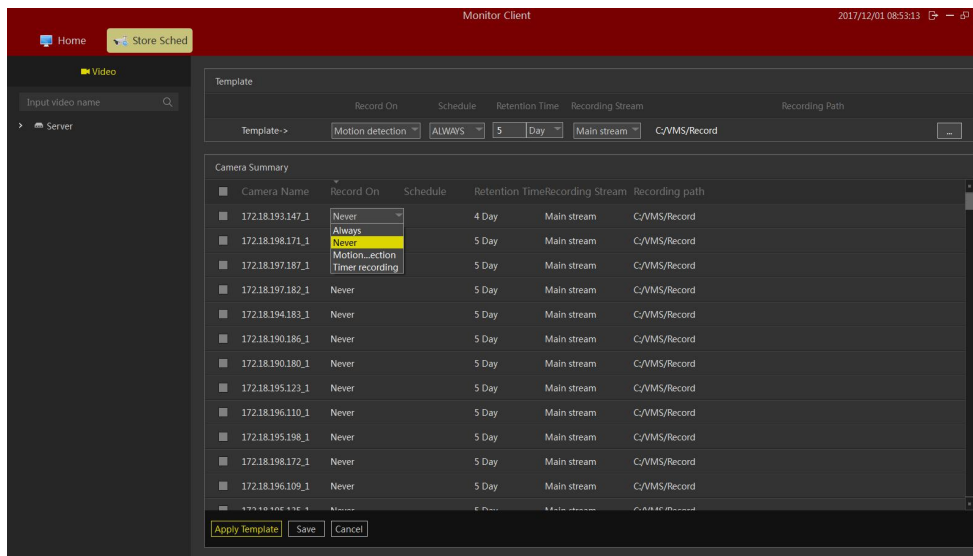 Monitor Client 2017/12/01 08:53:13
Home Store Sched
Video
Input video name
Server
Template
Record On Schedule Retention Time Recording Stream Recording Path
Template-> Motion detection ALWAYS 5 Day Main stream C:/VMS/Record ...
Camera Summary
Camera Name Record On Schedule Retention TimeRecording Stream Recording path
172.18.193.147_1 Never 4 Day Main stream C:/VMS/Record
Always
172.18.198.171_1 Never 5 Day Main stream C:/VMS/Record
Motion...ection
172.18.197.187_1 Timer recording 5 Day Main stream C:/VMS/Record
172.18.197.182_1 Never 5 Day Main stream C:/VMS/Record
172.18.194.183_1 Never 5 Day Main stream C:/VMS/Record
172.18.190.186_1 Never 5 Day Main stream C:/VMS/Record
172.18.190.180_1 Never 5 Day Main stream C:/VMS/Record
172.18.195.123_1 Never 5 Day Main stream C:/VMS/Record
172.18.196.110_1 Never 5 Day Main stream C:/VMS/Record
172.18.195.198_1 Never 5 Day Main stream C:/VMS/Record
172.18.198.172_1 Never 5 Day Main stream C:/VMS/Record
172.18.196.109_1 Never 5 Day Main stream C:/VMS/Record
Apply Template Save Cancel